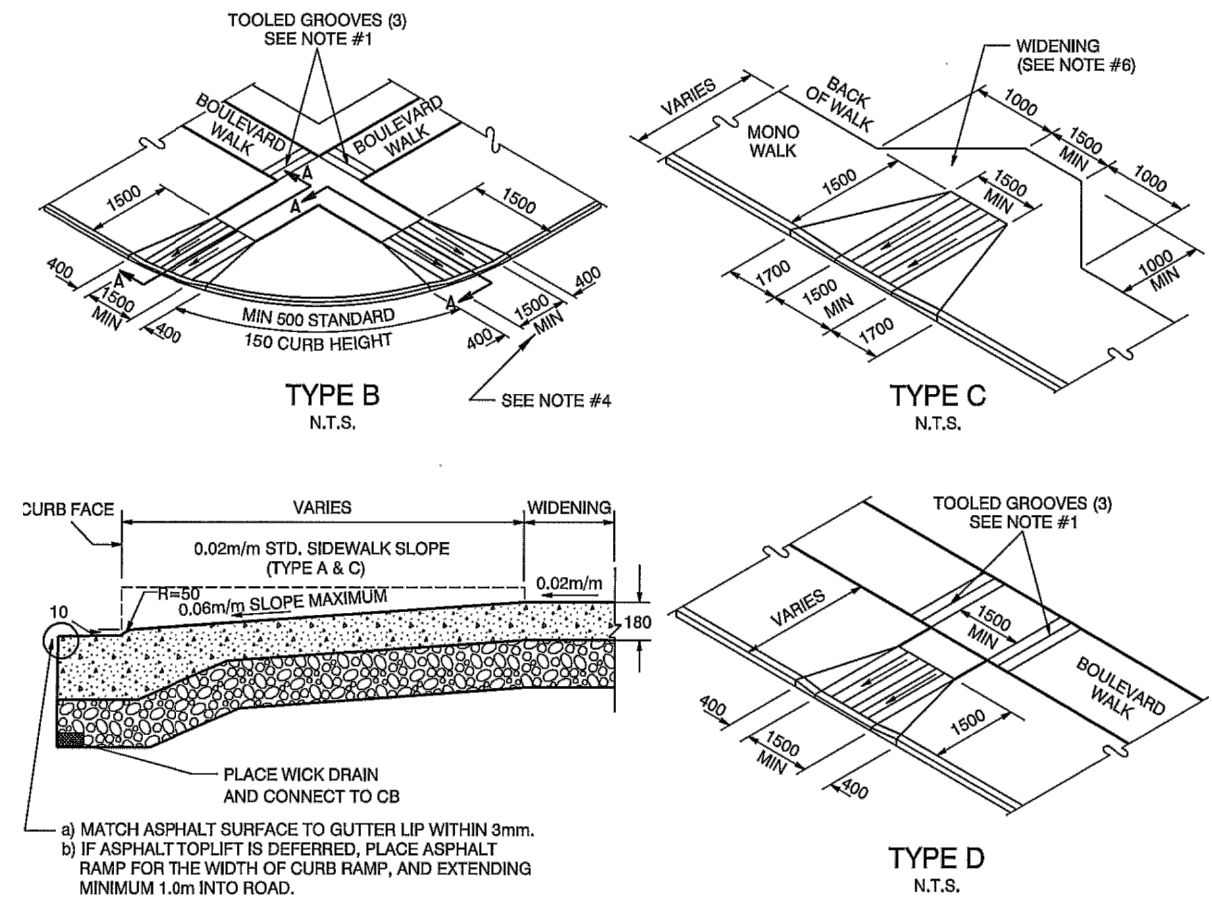 TOOLED GROOVES (3)
SEE NOTE #1
BOULEVARD
WALK
BOULEVARD
WALK
A
A
1500
1500
400
A
1500
MIN
400
MIN 500 STANDARD
150 CURB HEIGHT
A
400
1500
MIN
400
TYPE B
N.T.S.
SEE NOTE #4
WIDENING
(SEE NOTE #6)
VARIES
BACK
OF WALK
MONO
WALK
1000
1500
MIN
1000
1500
1500
MIN
1700
1500
MIN
1700
1000
MIN
TYPE C
N.T.S.
CURB FACE
VARIES
WIDENING
0.02m/m STD. SIDEWALK SLOPE
(TYPE A & C)
R=50
0.06m/m SLOPE MAXIMUM
0.02m/m
10
180
PLACE WICK DRAIN
AND CONNECT TO CB
a) MATCH ASPHALT SURFACE TO GUTTER LIP WITHIN 3mm.
b) IF ASPHALT TOPLIFT IS DEFERRED, PLACE ASPHALT
RAMP FOR THE WIDTH OF CURB RAMP, AND EXTENDING
MINIMUM 1.0m INTO ROAD.
TOOLED GROOVES (3)
SEE NOTE #1
VARIES
1500
MIN
BOULEVARD
WALK
400
1500
MIN
400
1500
TYPE D
N.T.S.